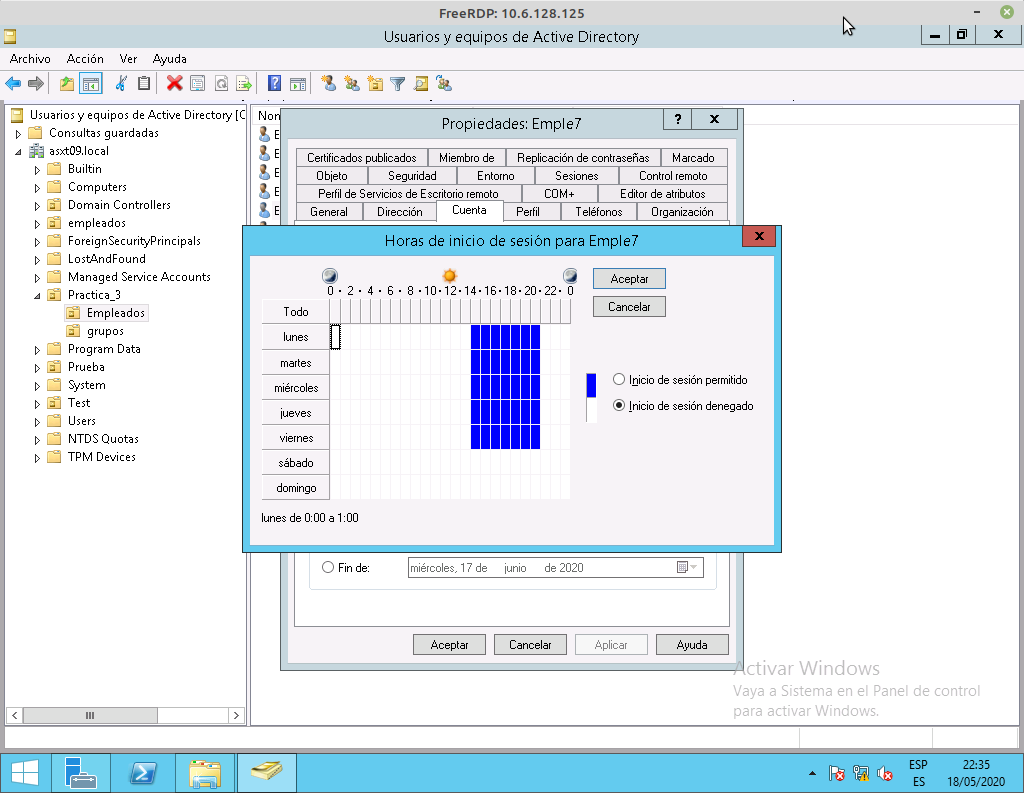 FreeRDP: 10.6.128.125
Usuarios y equipos de Active Directory
Archivo Acción Ver Ayuda
Usuarios y equipos de Active Directory [C
Consultas guardadas
asxt09.local
Builtin
Computers
Domain Controllers
empleados
ForeignSecurityPrincipals
LostAndFound
Managed Service Accounts
Practica_3
Empleados
grupos
Program Data
Prueba
System
Test
Users
NTDS Quotas
TPM Devices
Nom
E
E
E
E
E
Propiedades: Emple7
? X
Certificados publicados Miembro de Replicación de contraseñas Marcado
Objeto Seguridad Entorno Sesiones Control remoto
Perfil de Servicios de Escritorio remoto COM+ Editor de atributos
General Dirección Cuenta Perfil Teléfonos Organización
Horas de inicio de sesión para Emple7
0 · 2 · 4 · 6 · 8 · 10 · 12 · 14 · 16 · 18 · 20 · 22 · 0
Todo
lunes
martes
miércoles
jueves
viernes
sábado
domingo
Aceptar
Cancelar
Inicio de sesión permitido
Inicio de sesión denegado
lunes de 0:00 a 1:00
Fin de: miércoles, 17 de junio de 2020
Aceptar Cancelar Aplicar Ayuda
Activar Windows
Vaya a Sistema en el Panel de control
para activar Windows.
ESP
ES
22:35
18/05/2020